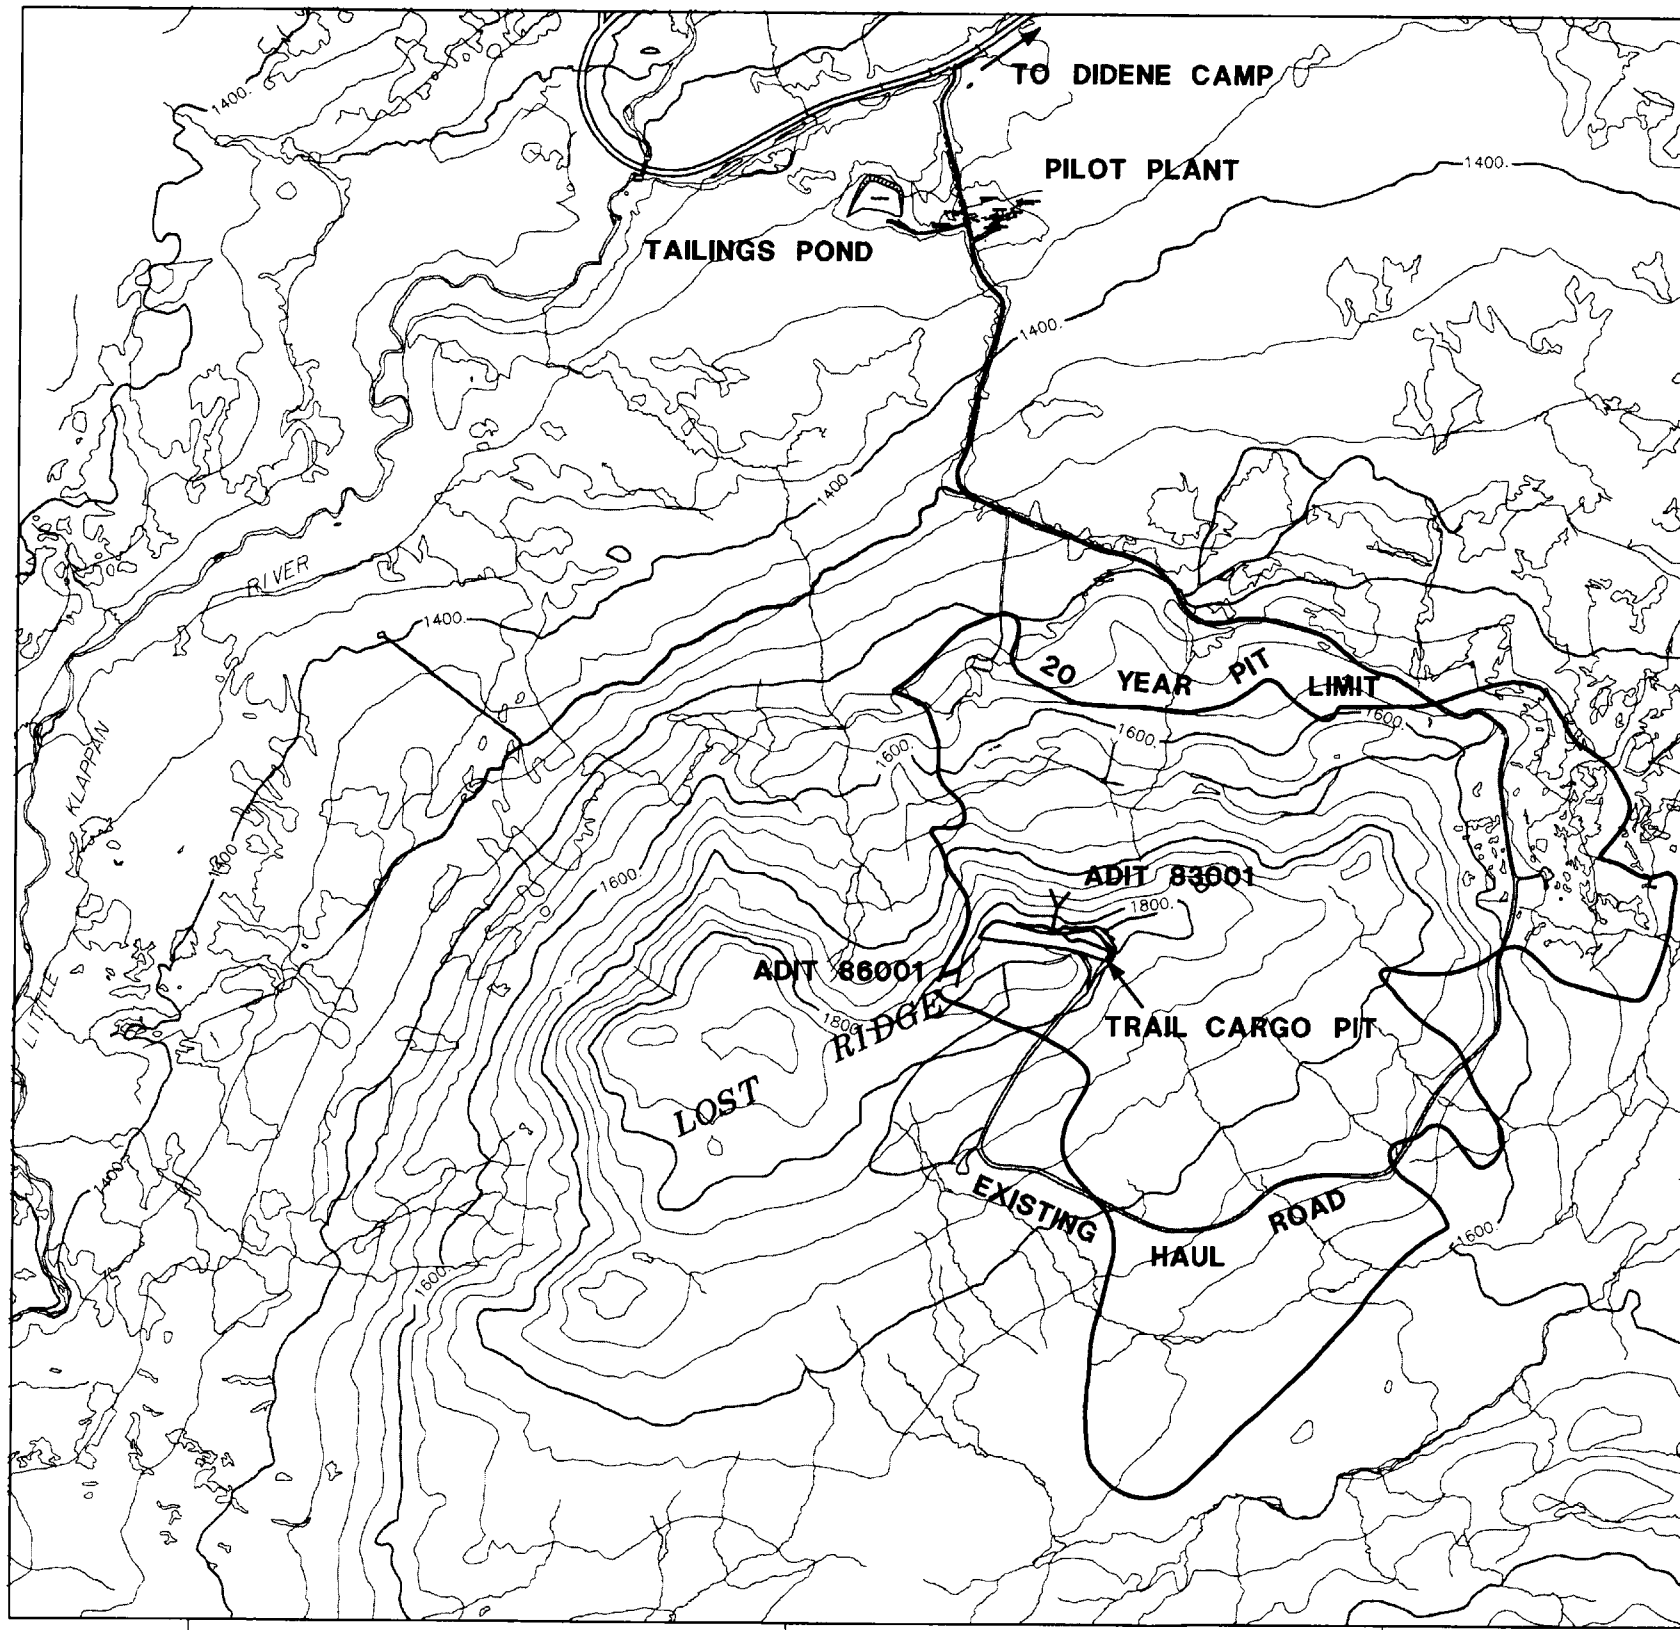 TO DIDENE CAMP
1400.
PILOT PLANT
1400.
TAILINGS POND
1400.
1400.
RIVER
1400.
20 YEAR PIT LIMIT
1600.
1600.
1600.
KLAPPAN
1400
1600.
ADIT 83001
1800.
ADIT 86001
LITTLE
1800.
LOST RIDGE
TRAIL CARGO PIT
1400
EXISTING HAUL ROAD
1600.
1600.